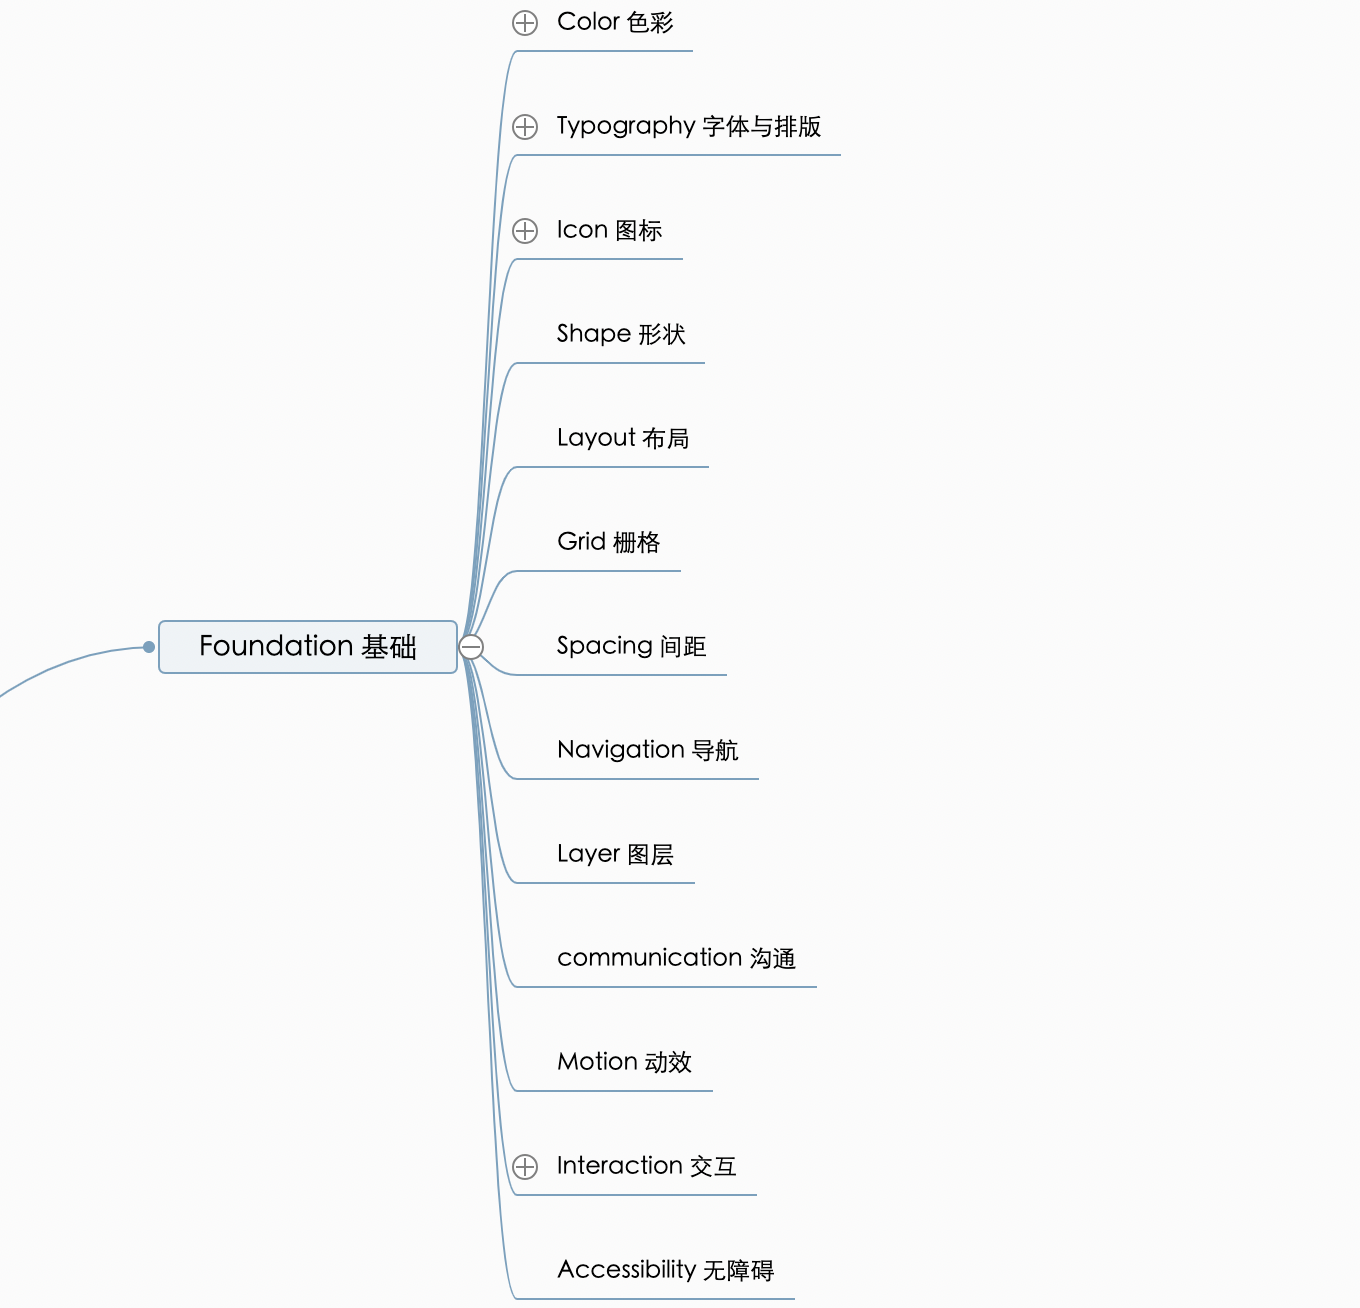 Color 色彩
Typography 字体与排版
Icon 图标
Shape 形状
Layout 布局
Grid 栅格
Foundation 基础
Spacing 间距
Navigation 导航
Layer 图层
communication 沟通
Motion 动效
Interaction 交互
Accessibility 无障碍